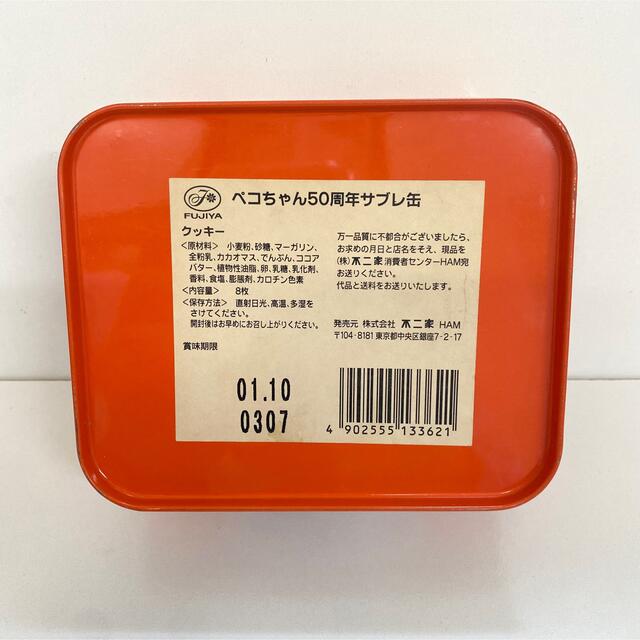 FUJIYA
ペコちゃん50周年サブレ缶
クッキー
<原材料> 小麦粉、砂糖、マーガリン、
全粉乳、カカオマス、でんぷん、ココア
バター、植物性油脂、卵、乳糖、乳化剤、
香料、食塩、膨脹剤、カロチン色素
<内容量> 8枚
<保存方法> 直射日光、高温、多湿を
さけてください。
開封後はお早めにお召し上がりください。
賞味期限
01.10
0307
万一品質に不都合がございましたら、
お求めの月日と店名をそえ、現品を
(株)不二家消費者センターHAM宛
お送りください。
代品と送料をお送りいたします。
発売元 株式会社 不二家 HAM
〒104-8181 東京都中央区銀座7-2-17
4 902555 133621